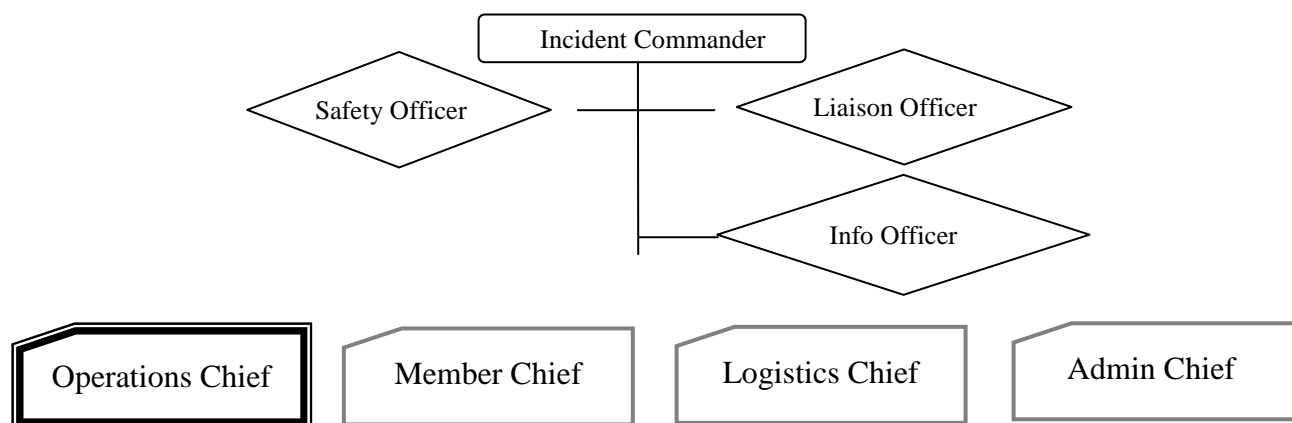 Incident Commander
Safety Officer
Liaison Officer
Info Officer
Operations Chief
Member Chief
Logistics Chief
Admin Chief